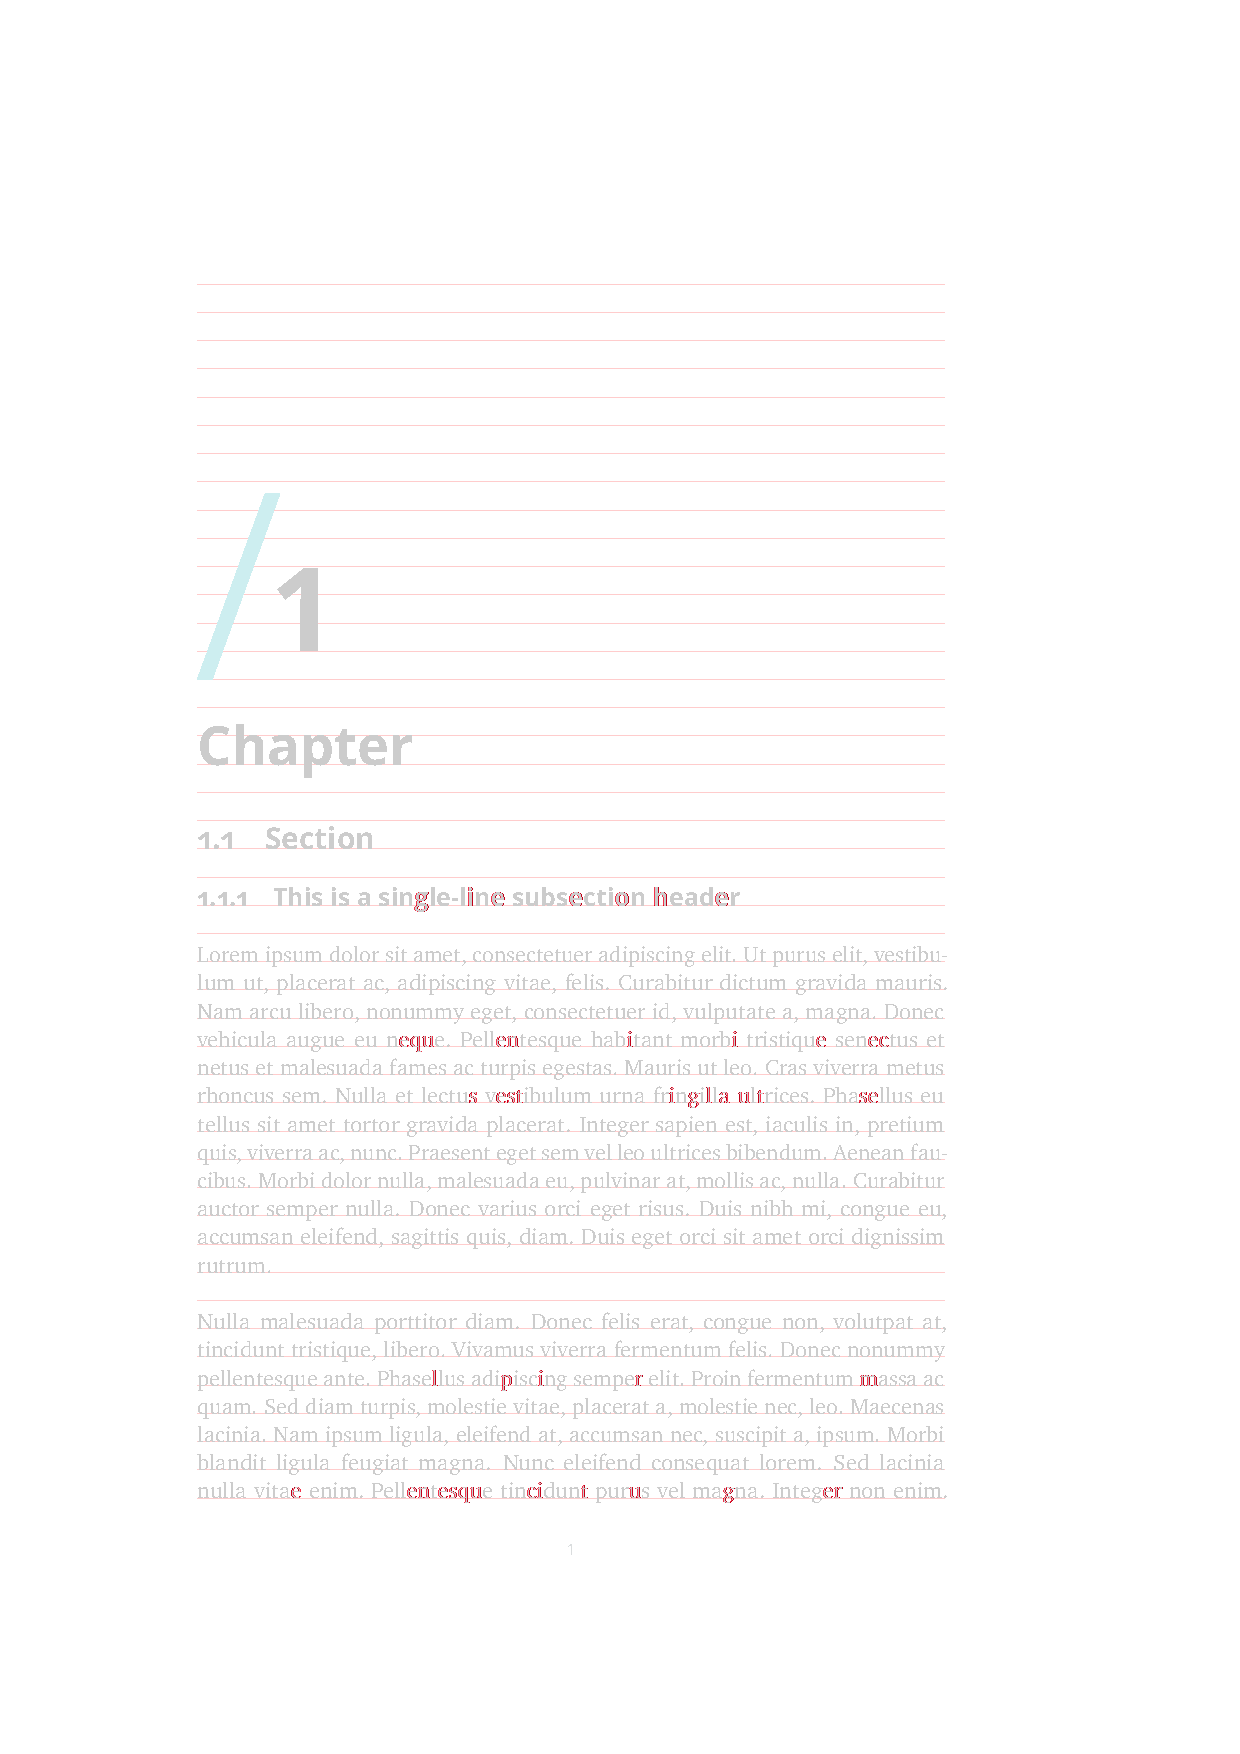 /1
Chapter
1.1 Section
1.1.1 This is a single-line subsection header
Lorem ipsum dolor sit amet, consectetuer adipiscing elit. Ut purus elit, vestibu-
lum ut, placerat ac, adipiscing vitae, felis. Curabitur dictum gravida mauris.
Nam arcu libero, nonummy eget, consectetuer id, vulputate a, magna. Donec
vehicula augue eu neque. Pellentesque habitant morbi tristique senectus et
netus et malesuada fames ac turpis egestas. Mauris ut leo. Cras viverra metus
rhoncus sem. Nulla et lectus vestibulum urna fringilla ultrices. Phasellus eu
tellus sit amet tortor gravida placerat. Integer sapien est, iaculis in, pretium
quis, viverra ac, nunc. Praesent eget sem vel leo ultrices bibendum. Aenean fau-
cibus. Morbi dolor nulla, malesuada eu, pulvinar at, mollis ac, nulla. Curabitur
auctor semper nulla. Donec varius orci eget risus. Duis nibh mi, congue eu,
accumsan eleifend, sagittis quis, diam. Duis eget orci sit amet orci dignissim
rutrum.
Nulla malesuada porttitor diam. Donec felis erat, congue non, volutpat at,
tincidunt tristique, libero. Vivamus viverra fermentum felis. Donec nonummy
pellentesque ante. Phasellus adipiscing semper elit. Proin fermentum massa ac
quam. Sed diam turpis, molestie vitae, placerat a, molestie nec, leo. Maecenas
lacinia. Nam ipsum ligula, eleifend at, accumsan nec, suscipit a, ipsum. Morbi
blandit ligula feugiat magna. Nunc eleifend consequat lorem. Sed lacinia
nulla vitae enim. Pellentesque tincidunt purus vel magna. Integer non enim.
1